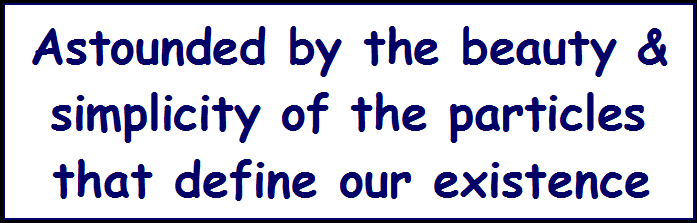 Astounded by the beauty &
simplicity of the particles
that define our existence